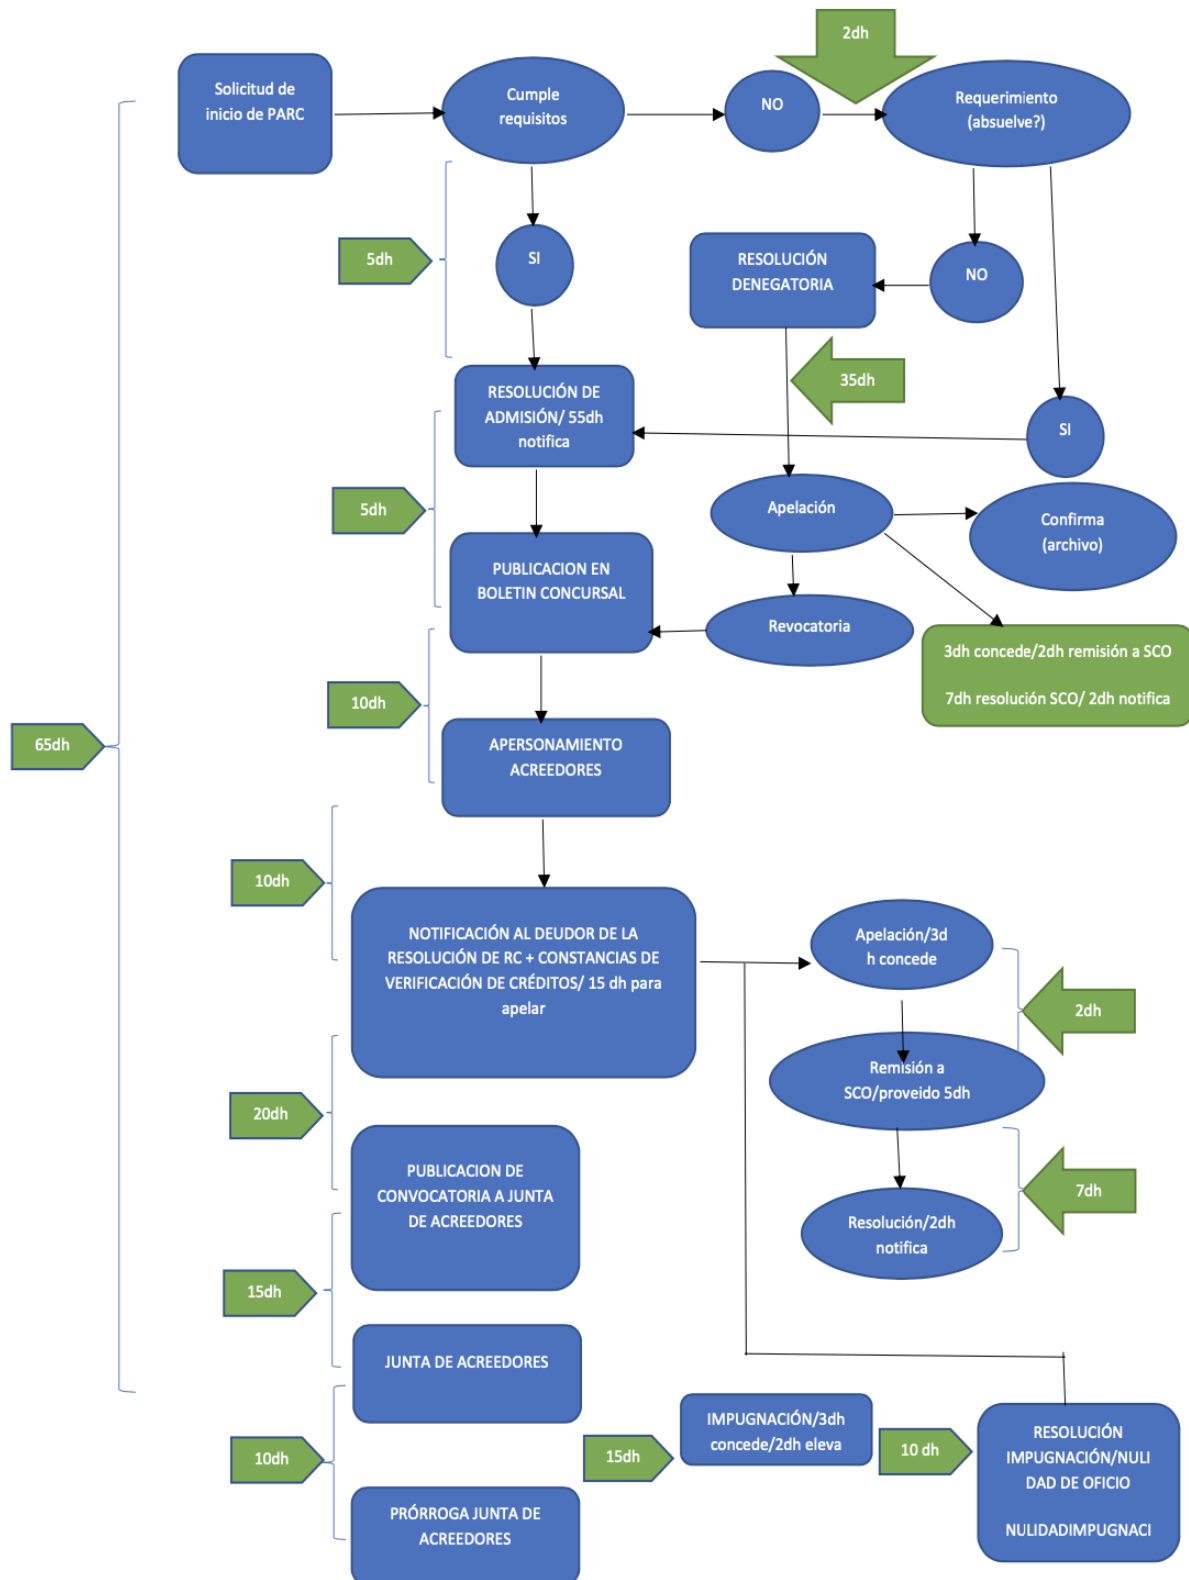 2dh
Solicitud de
inicio de PARC
Cumple
requisitos
NO
Requerimiento
(absuelve?)
5dh
SI
RESOLUCIÓN
DENEGATORIA
NO
35dh
RESOLUCIÓN DE
ADMISIÓN/ 55dh
notifica
SI
5dh
Apelación
Confirma
(archivo)
PUBLICACION EN
BOLETIN CONCURSAL
Revocatoria
3dh concede/2dh remisión a SCO
7dh resolución SCO/ 2dh notifica
10dh
65dh
APERSONAMIENTO
ACREEDORES
10dh
NOTIFICACIÓN AL DEUDOR DE LA
RESOLUCIÓN DE RC + CONSTANCIAS DE
VERIFICACIÓN DE CRÉDITOS/ 15 dh para
apelar
Apelación/3d
h concede
2dh
Remisión a
SCO/proveido 5dh
20dh
PUBLICACION DE
CONVOCATORIA A JUNTA
DE ACREEDORES
7dh
Resolución/2dh
notifica
15dh
JUNTA DE ACREEDORES
10dh
PRÓRROGA JUNTA DE
ACREEDORES
15dh
IMPUGNACIÓN/3dh
concede/2dh eleva
10 dh
RESOLUCIÓN
IMPUGNACIÓN/NULI
DAD DE OFICIO
NULIDADIMPUGNACI